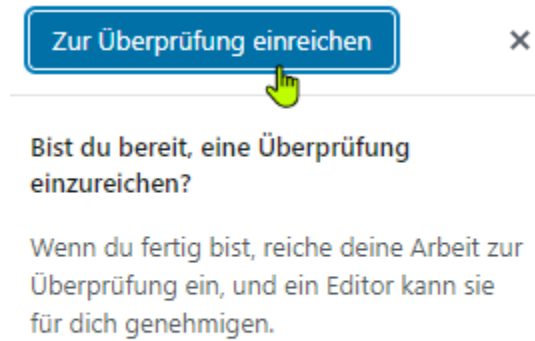 Zur Überprüfung einreichen
Bist du bereit, eine Überprüfung
einzureichen?
Wenn du fertig bist, reiche deine Arbeit zur
Überprüfung ein, und ein Editor kann sie
für dich genehmigen.